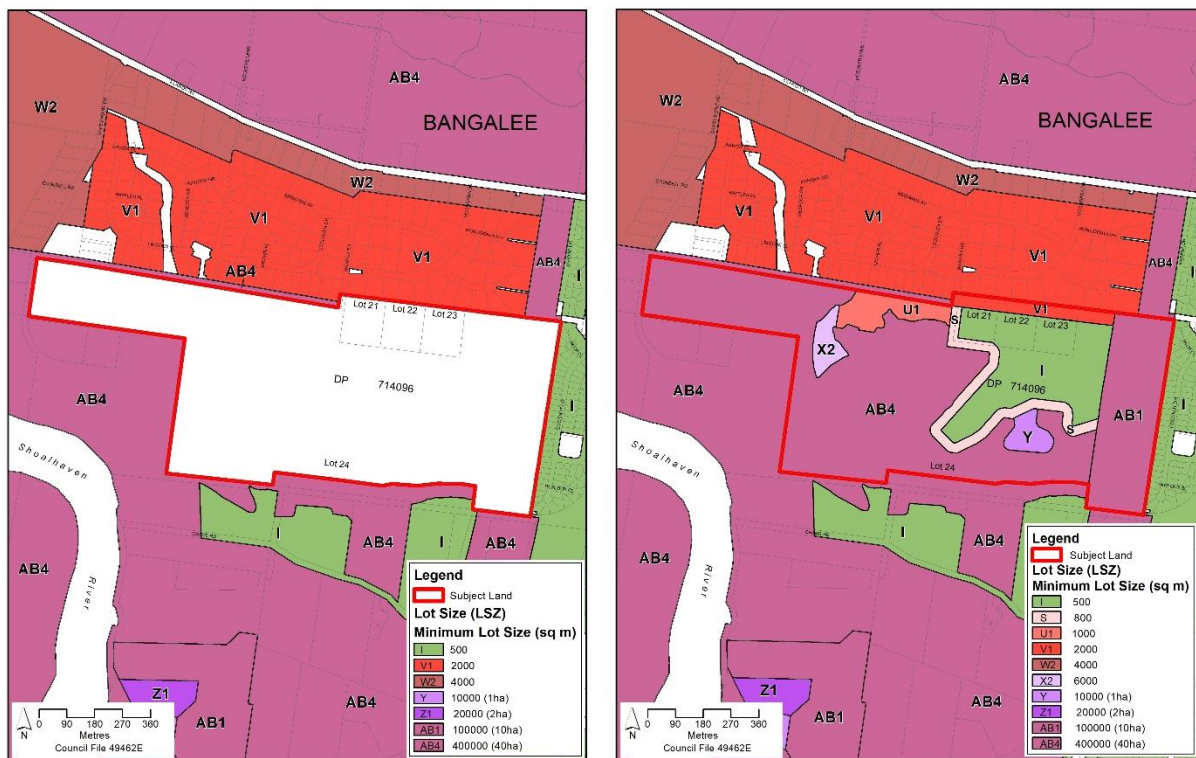 AB4
BANGALEE
W2
W2
V1
V1
V1
AB4
AB4
I
Lot 21 Lot 22 Lot 23
DP 714096
AB4
I
Lot 24
Shoalhaven
River
I
AB4
I
AB4
AB4
AB4
Z1
AB1
0 90 180 270 360
Metres
Council File 49462E
N
Legend
Subject Land
Lot Size (LSZ)
Minimum Lot Size (sq m)
I 500
V1 2000
W2 4000
Y 10000 (1ha)
Z1 20000 (2ha)
AB1 100000 (10ha)
AB4 400000 (40ha)
AB4
BANGALEE
W2
W2
V1
V1
V1
AB4
I
V1
U1
S
Lot 21 Lot 22 Lot 23
X2
I
DP 714096
AB4
AB4
AB1
I
S
Y
Lot 24
Shoalhaven
River
I
AB4
I
AB4
AB4
Z1
AB1
0 90 180 270 360
Metres
Council File 49462E
N
Legend
Subject Land
Lot Size (LSZ)
Minimum Lot Size (sq m)
I 500
S 800
U1 1000
V1 2000
W2 4000
X2 6000
Y 10000 (1ha)
Z1 20000 (2ha)
AB1 100000 (10ha)
AB4 400000 (40ha)